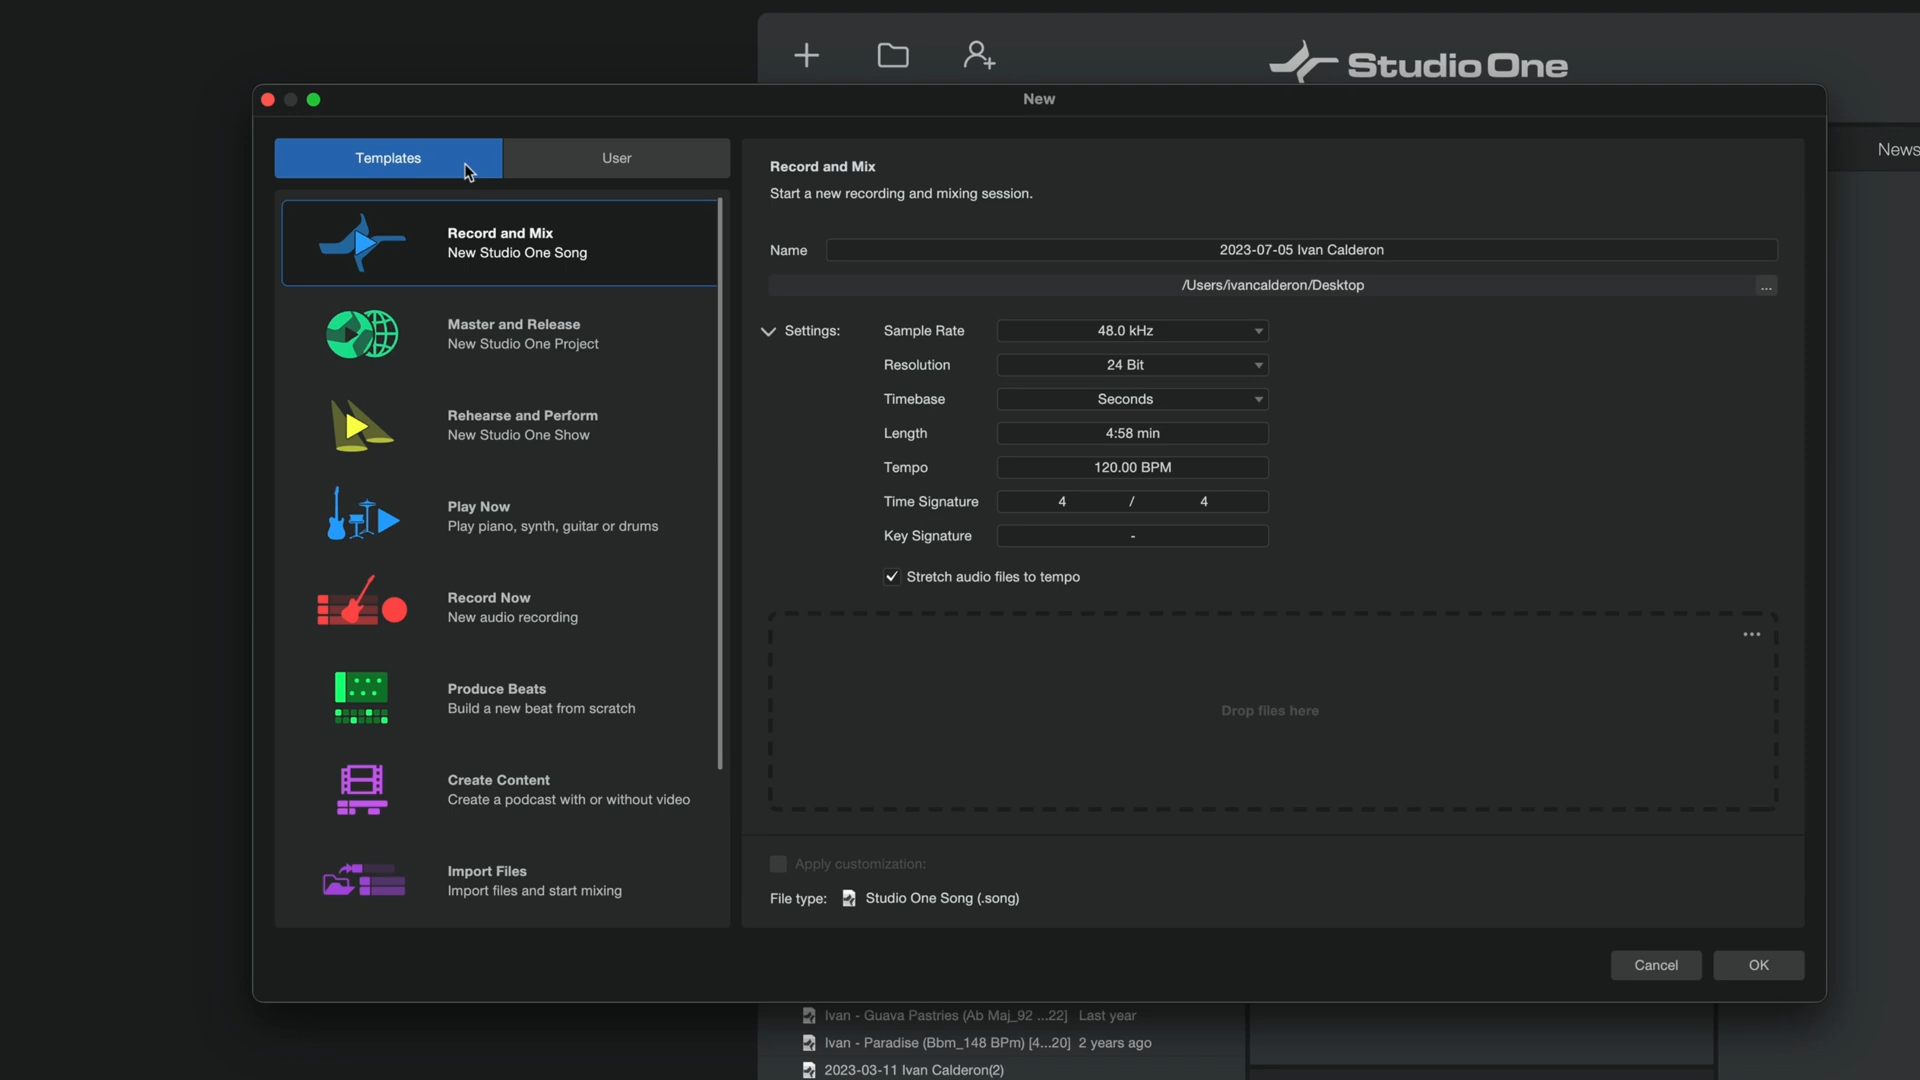 Studio One
New
News
Templates
User
Record and Mix
New Studio One Song
Master and Release
New Studio One Project
Rehearse and Perform
New Studio One Show
Play Now
Play piano, synth, guitar or drums
Record Now
New audio recording
Produce Beats
Build a new beat from scratch
Create Content
Create a podcast with or without video
Import Files
Import files and start mixing
Record and Mix
Start a new recording and mixing session.
Name 2023-07-05 Ivan Calderon
/Users/ivancalderon/Desktop ...
Settings: Sample Rate 48.0 kHz
Resolution 24 Bit
Timebase Seconds
Length 4:58 min
Tempo 120.00 BPM
Time Signature 4 / 4
Key Signature -
Stretch audio files to tempo
Drop files here
Apply customization:
File type: Studio One Song (.song)
Cancel OK
Ivan - Guava Pastries (Ab Maj_92 ...22] Last year
Ivan - Paradise (Bbm_148 BPm) [4...20] 2 years ago
2023-03-11 Ivan Calderon(2)